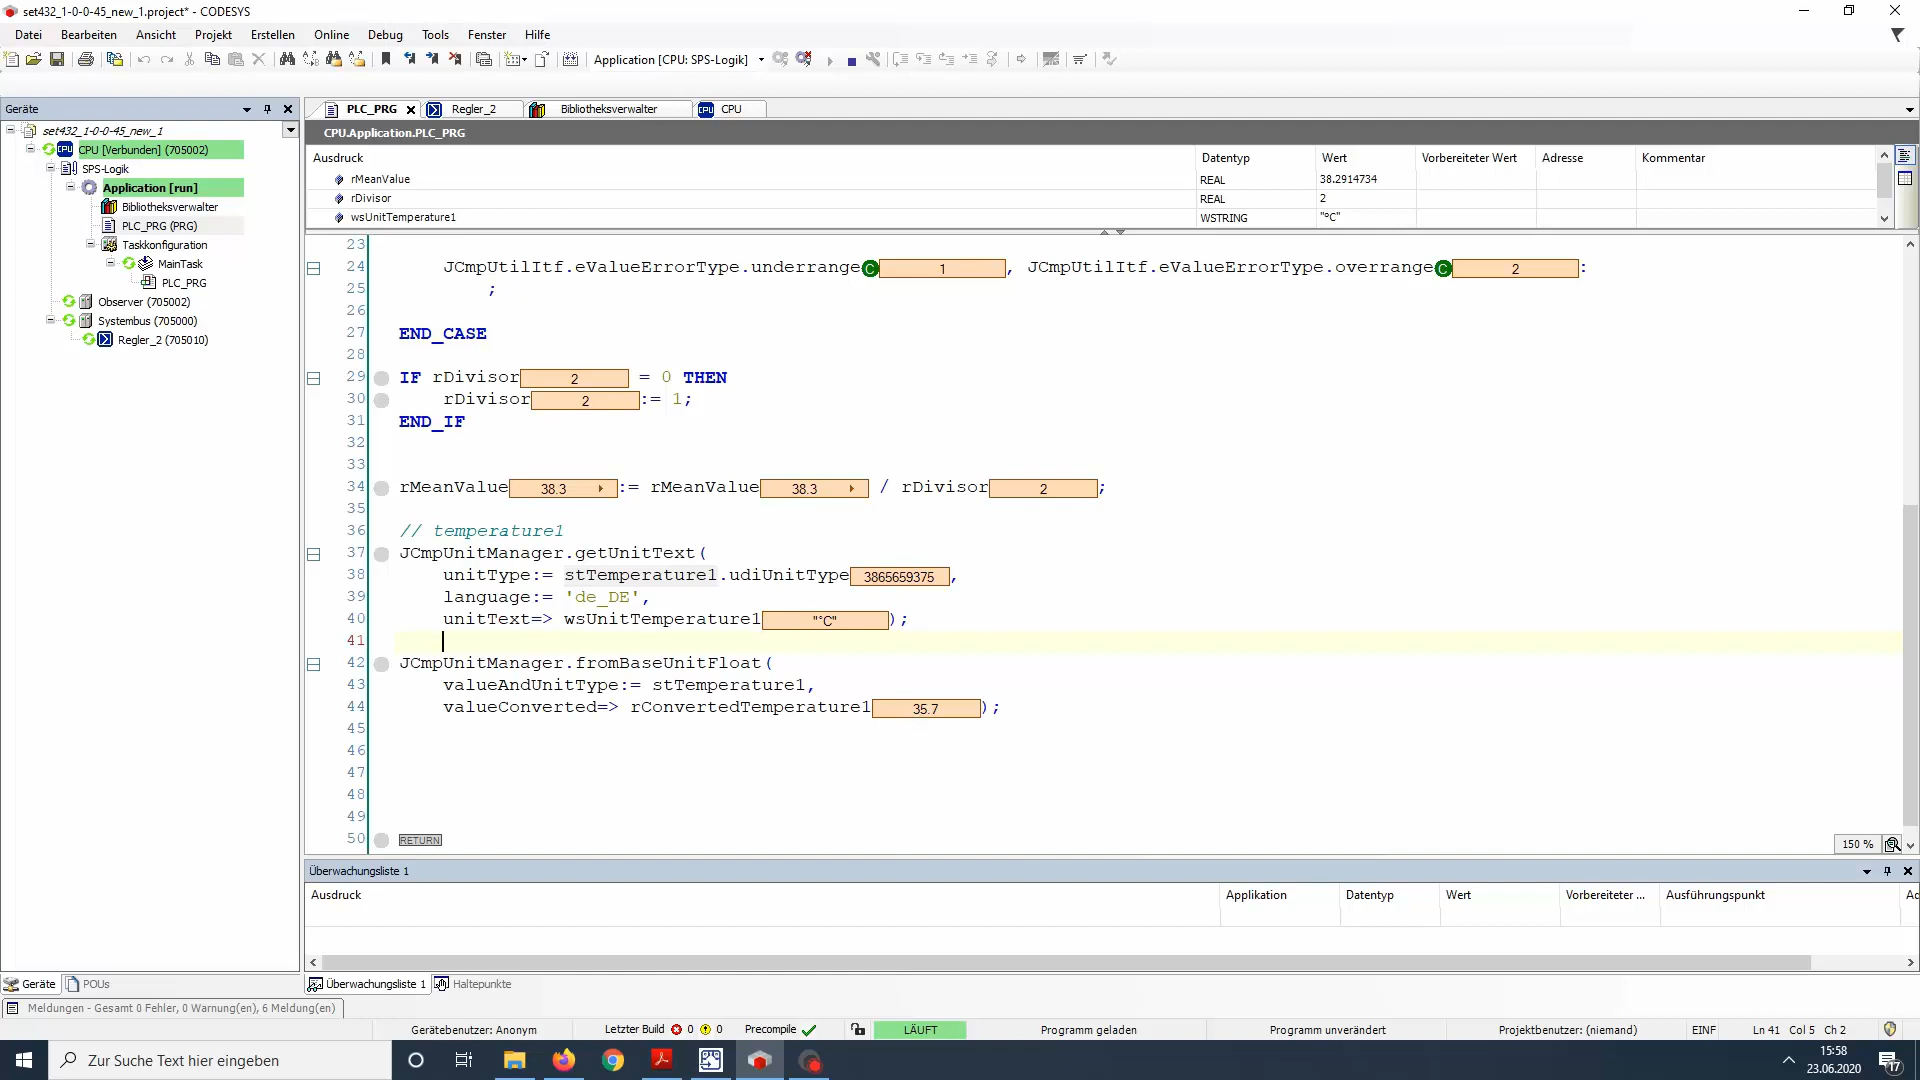 set432_1-0-0-45_new_1.project* - CODESYS
Datei Bearbeiten Ansicht Projekt Erstellen Online Debug Tools Fenster Hilfe
Application [CPU: SPS-Logik]
Geräte
PLC_PRG Regler_2 Bibliotheksverwalter CPU CPU
set432_1-0-0-45_new_1
CPU CPU [Verbunden] (705002)
SPS-Logik
Application [run]
Bibliotheksverwalter
PLC_PRG (PRG)
Taskkonfiguration
MainTask
PLC_PRG
Observer (705002)
Systembus (705000)
Regler_2 (705010)
CPU.Application.PLC_PRG
Ausdruck Datentyp Wert Vorbereiteter Wert Adresse Kommentar
rMeanValue REAL 38.2914734
rDivisor REAL 2
wsUnitTemperature1 WSTRING "°C"
23
24 JCmpUtilItf.eValueErrorType.underrange C 1 , JCmpUtilItf.eValueErrorType.overrange C 2 :
25 ;
26
27 END_CASE
28
29 IF rDivisor 2 = 0 THEN
30 rDivisor 2 := 1;
31 END_IF
32
33
34 rMeanValue 38.3 := rMeanValue 38.3 / rDivisor 2 ;
35
36 // temperature1
37 JCmpUnitManager.getUnitText(
38 unitType:= stTemperature1.udiUnitType 3865659375 ,
39 language:= 'de_DE',
40 unitText=> wsUnitTemperature1 "°C" );
41
42 JCmpUnitManager.fromBaseUnitFloat(
43 valueAndUnitType:= stTemperature1,
44 valueConverted=> rConvertedTemperature1 35.7 );
45
46
47
48
49
50 RETURN
150 %
Überwachungsliste 1
Ausdruck Applikation Datentyp Wert Vorbereiteter ... Ausführungspunkt Ad
Geräte POUs
Überwachungsliste 1 Haltepunkte
Meldungen - Gesamt 0 Fehler, 0 Warnung(en), 6 Meldung(en)
Gerätebenutzer: Anonym Letzter Build 0 0 Precompile LÄUFT Programm geladen Programm unverändert Projektbenutzer: (niemand) EINF Ln 41 Col 5 Ch 2
Zur Suche Text hier eingeben
15:58
23.06.2020
17